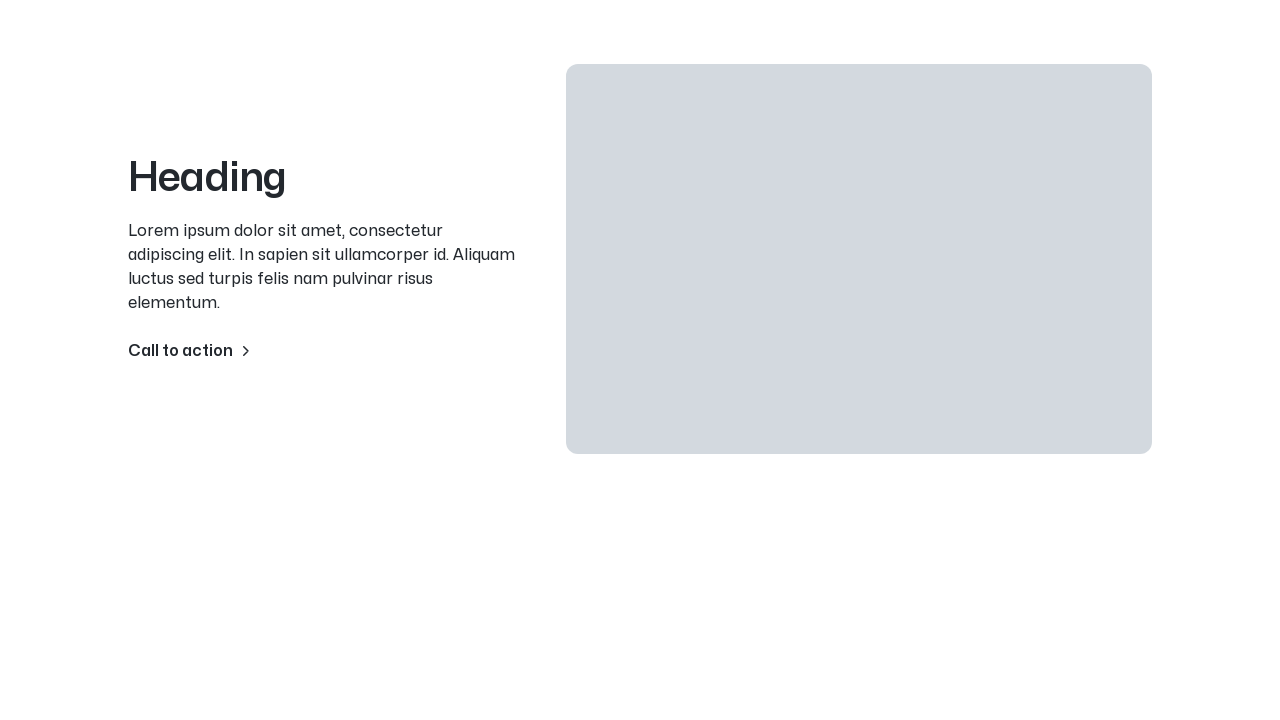 Heading
Lorem ipsum dolor sit amet, consectetur
adipiscing elit. In sapien sit ullamcorper id. Aliquam
luctus sed turpis felis nam pulvinar risus
elementum.
Call to action